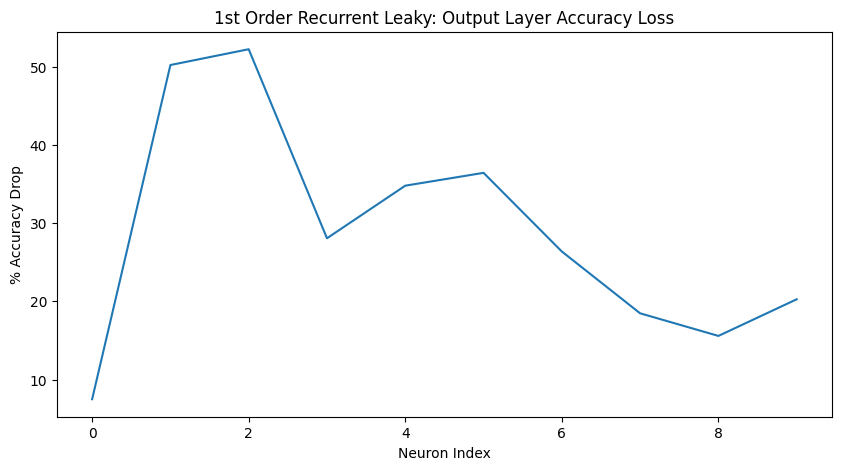 1st Order Recurrent Leaky: Output Layer Accuracy Loss
% Accuracy Drop
50
40
30
20
10
0 2 4 6 8
Neuron Index